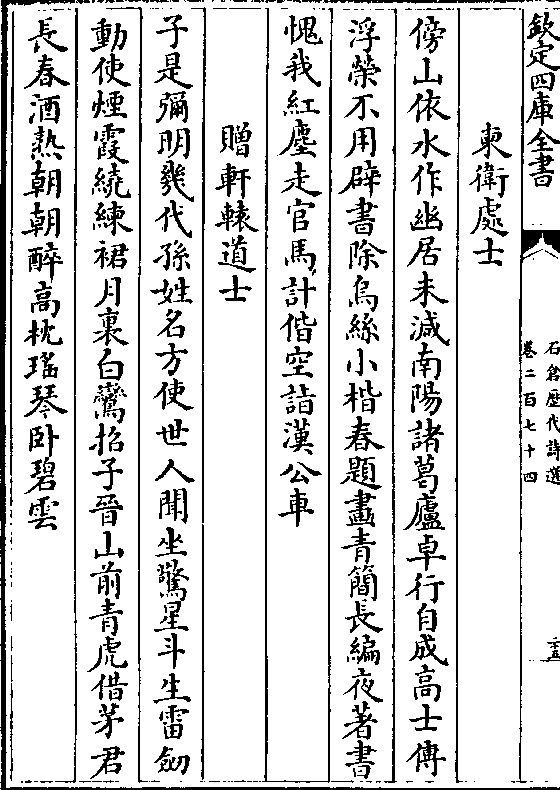 欽定四庫全書
石倉歴代詩選
卷二百七十四
柬衛處士
傍山依水作幽居未減南陽諸葛廬卓行自成高士傳
浮榮不用辟書除烏絲小楷春題畫青簡長編夜著書
愧我紅塵走官馬計偕空詣漢公車
贈軒轅道士
子是彌明幾代孫姓名方使世人聞坐驚星斗生雷劒
動使煙霞繞練裙月裏白鸞招子晉山前青虎借茅君
長春酒熱朝朝醉高枕瑤琴卧碧雲